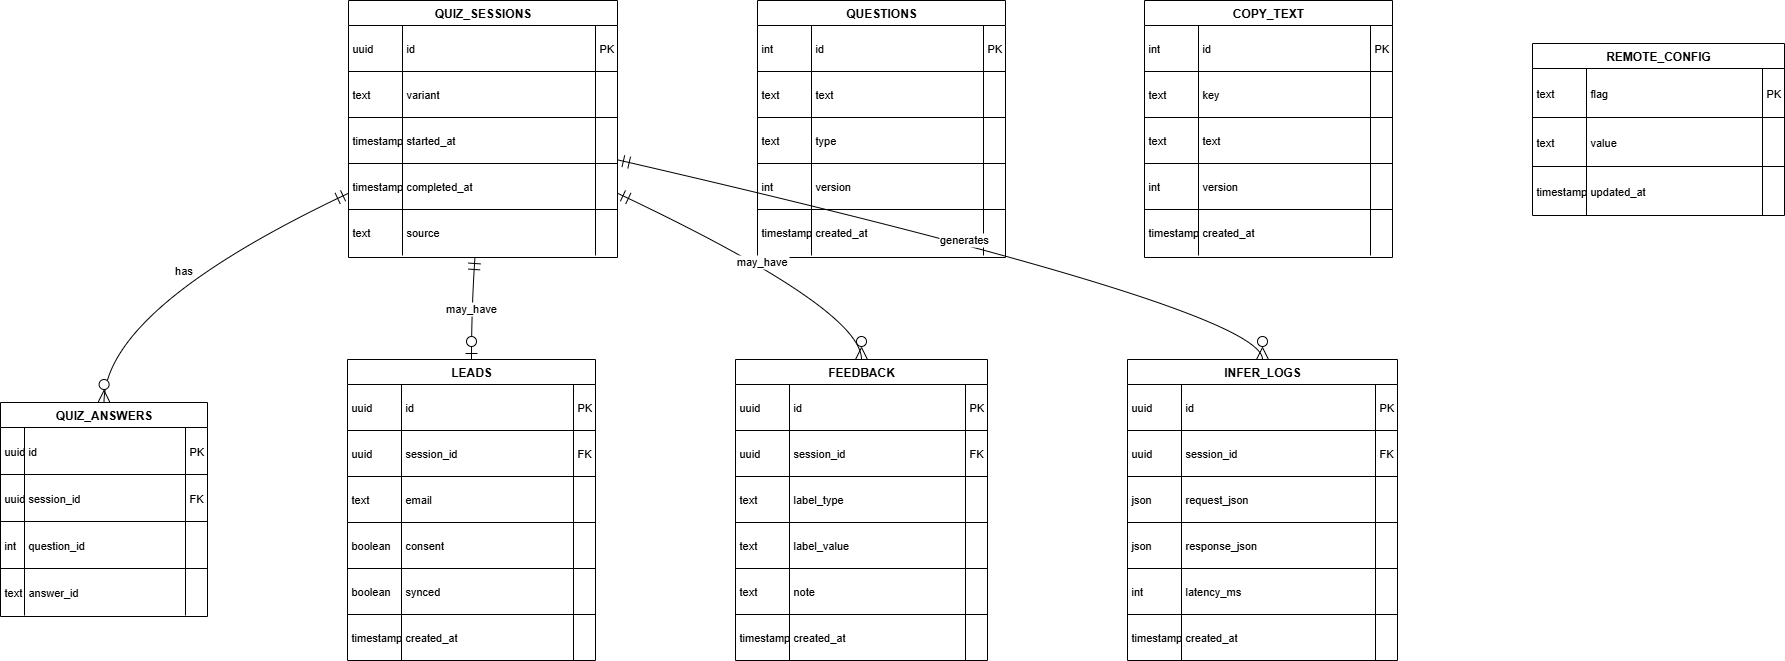 QUIZ_SESSIONS
uuid id PK
text variant
timestamp started_at
timestamp completed_at
text source
QUESTIONS
int id PK
text text
text type
int version
timestamp created_at
COPY_TEXT
int id PK
text key
text text
int version
timestamp created_at
REMOTE_CONFIG
text flag PK
text value
timestamp updated_at
has
may_have
may_have
generates
QUIZ_ANSWERS
uuid id PK
uuid session_id FK
int question_id
text answer_id
LEADS
uuid id PK
uuid session_id FK
text email
boolean consent
boolean synced
timestamp created_at
FEEDBACK
uuid id PK
uuid session_id FK
text label_type
text label_value
text note
timestamp created_at
INFER_LOGS
uuid id PK
uuid session_id FK
json request_json
json response_json
int latency_ms
timestamp created_at